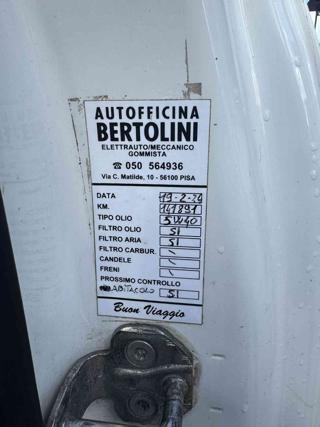 AUTOFFICINA
BERTOLINI
ELETTRAUTO/MECCANICO
GOMMISTA
☎ 050 564936
Via C. Matilde, 10 - 56100 PISA
DATA 19-2-24
KM. 141891
TIPO OLIO 5W40
FILTRO OLIO SI
FILTRO ARIA SI
FILTRO CARBUR. \
CANDELE \
FRENI \
PROSSIMO CONTROLLO
ABITACOLO SI
Buon Viaggio